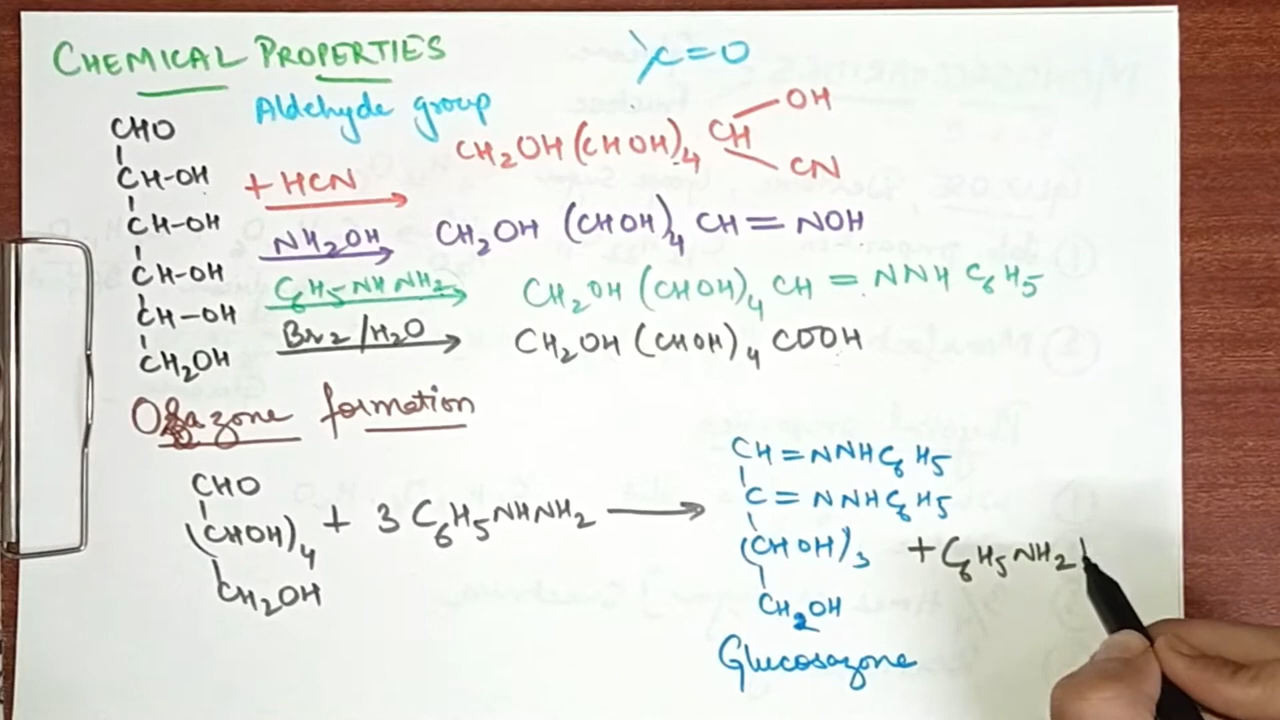 CHEMICAL PROPERTIES
C=O
Aldehyde group
CHO
CH-OH
CH-OH
CH-OH
CH-OH
CH₂OH
+ HCN → CH₂OH (CHOH)₄ CH OH CN
NH₂OH → CH₂OH (CHOH)₄ CH = NOH
C₆H₅-NHNH₂ → CH₂OH (CHOH)₄ CH = NNH C₆H₅
Br₂/H₂O → CH₂OH (CHOH)₄ COOH
Osazone formation
CHO
(CHOH)₄ + 3 C₆H₅NHNH₂ →
CH₂OH
CH = NNHC₆H₅
C = NNHC₆H₅
(CHOH)₃ + C₆H₅NH₂
CH₂OH
Glucosazone